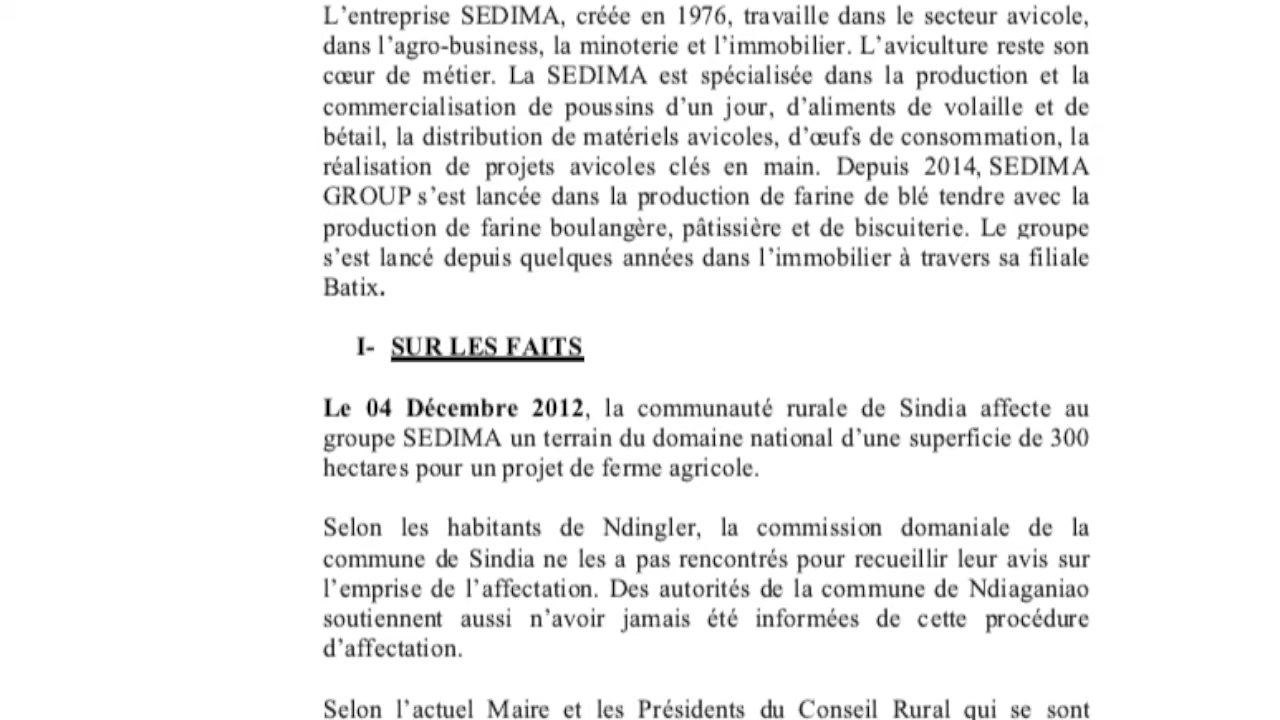 L’entreprise SEDIMA, créée en 1976, travaille dans le secteur avicole,
dans l’agro-business, la minoterie et l’immobilier. L’aviculture reste son
cœur de métier. La SEDIMA est spécialisée dans la production et la
commercialisation de poussins d’un jour, d’aliments de volaille et de
bétail, la distribution de matériels avicoles, d’œufs de consommation, la
réalisation de projets avicoles clés en main. Depuis 2014, SEDIMA
GROUP s’est lancée dans la production de farine de blé tendre avec la
production de farine boulangère, pâtissière et de biscuiterie. Le groupe
s’est lancé depuis quelques années dans l’immobilier à travers sa filiale
Batix.
I- SUR LES FAITS
Le 04 Décembre 2012, la communauté rurale de Sindia affecte au
groupe SEDIMA un terrain du domaine national d’une superficie de 300
hectares pour un projet de ferme agricole.
Selon les habitants de Ndingler, la commission domaniale de la
commune de Sindia ne les a pas rencontrés pour recueillir leur avis sur
l’emprise de l’affectation. Des autorités de la commune de Ndiaganiao
soutiennent aussi n’avoir jamais été informées de cette procédure
d’affectation.
Selon l’actuel Maire et les Présidents du Conseil Rural qui se sont